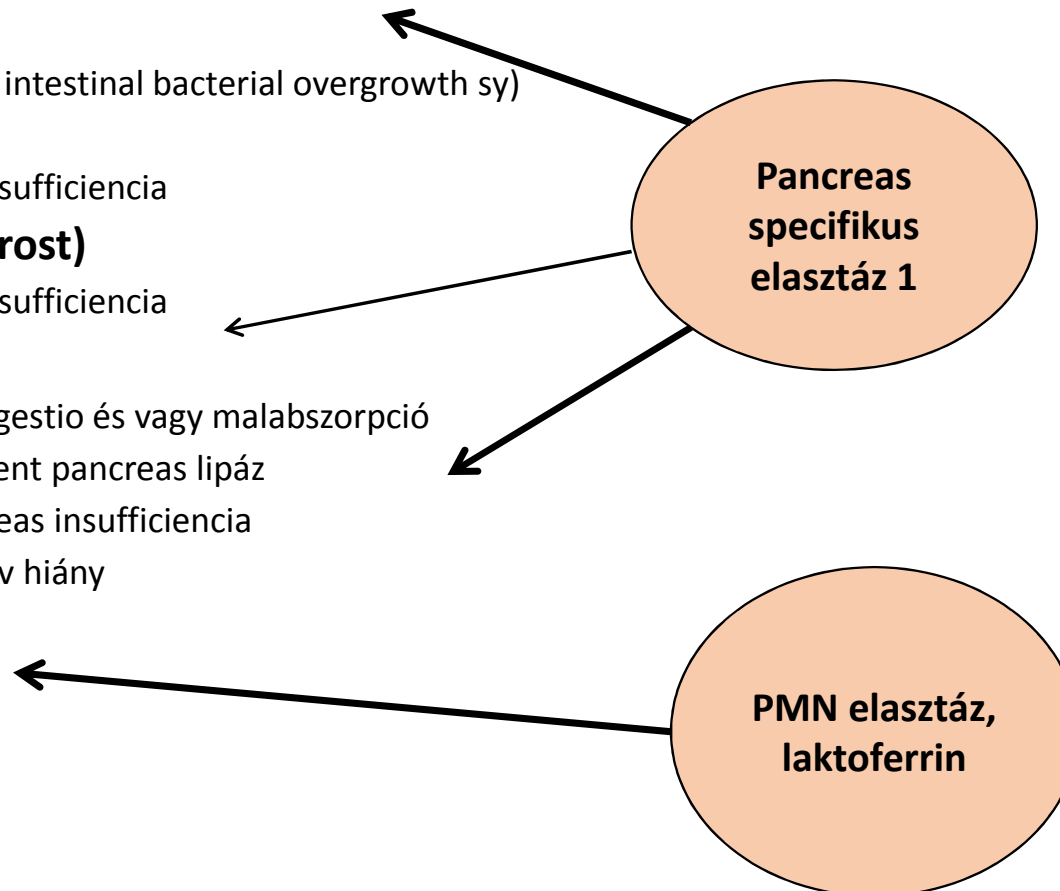 intestinal bacterial overgrowth sy)
sufficiencia
rost)
sufficiencia
gestio és vagy malabszorpció
ent pancreas lipáz
eas insufficiencia
v hiány
Pancreas
specifikus
elasztáz 1
PMN elasztáz,
laktoferrin